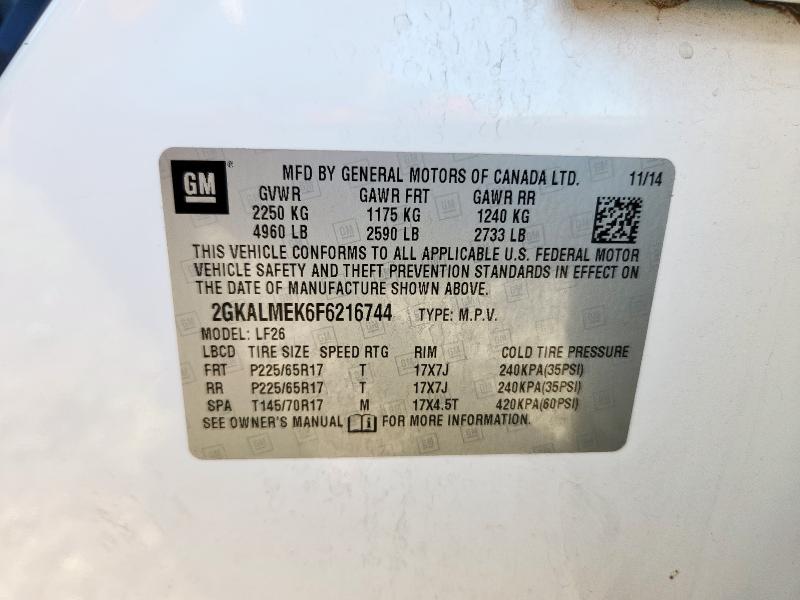 GM® MFD BY GENERAL MOTORS OF CANADA LTD. 11/14
GVWR GAWR FRT GAWR RR
2250 KG 1175 KG 1240 KG
4960 LB 2590 LB 2733 LB
THIS VEHICLE CONFORMS TO ALL APPLICABLE U.S. FEDERAL MOTOR
VEHICLE SAFETY AND THEFT PREVENTION STANDARDS IN EFFECT ON
THE DATE OF MANUFACTURE SHOWN ABOVE.
2GKALMEK6F6216744 TYPE: M.P.V.
MODEL: LF26
LBCD TIRE SIZE SPEED RTG RIM COLD TIRE PRESSURE
FRT P225/65R17 T 17X7J 240KPA(35PSI)
RR P225/65R17 T 17X7J 240KPA(35PSI)
SPA T145/70R17 M 17X4.5T 420KPA(60PSI)
SEE OWNER'S MANUAL i FOR MORE INFORMATION.